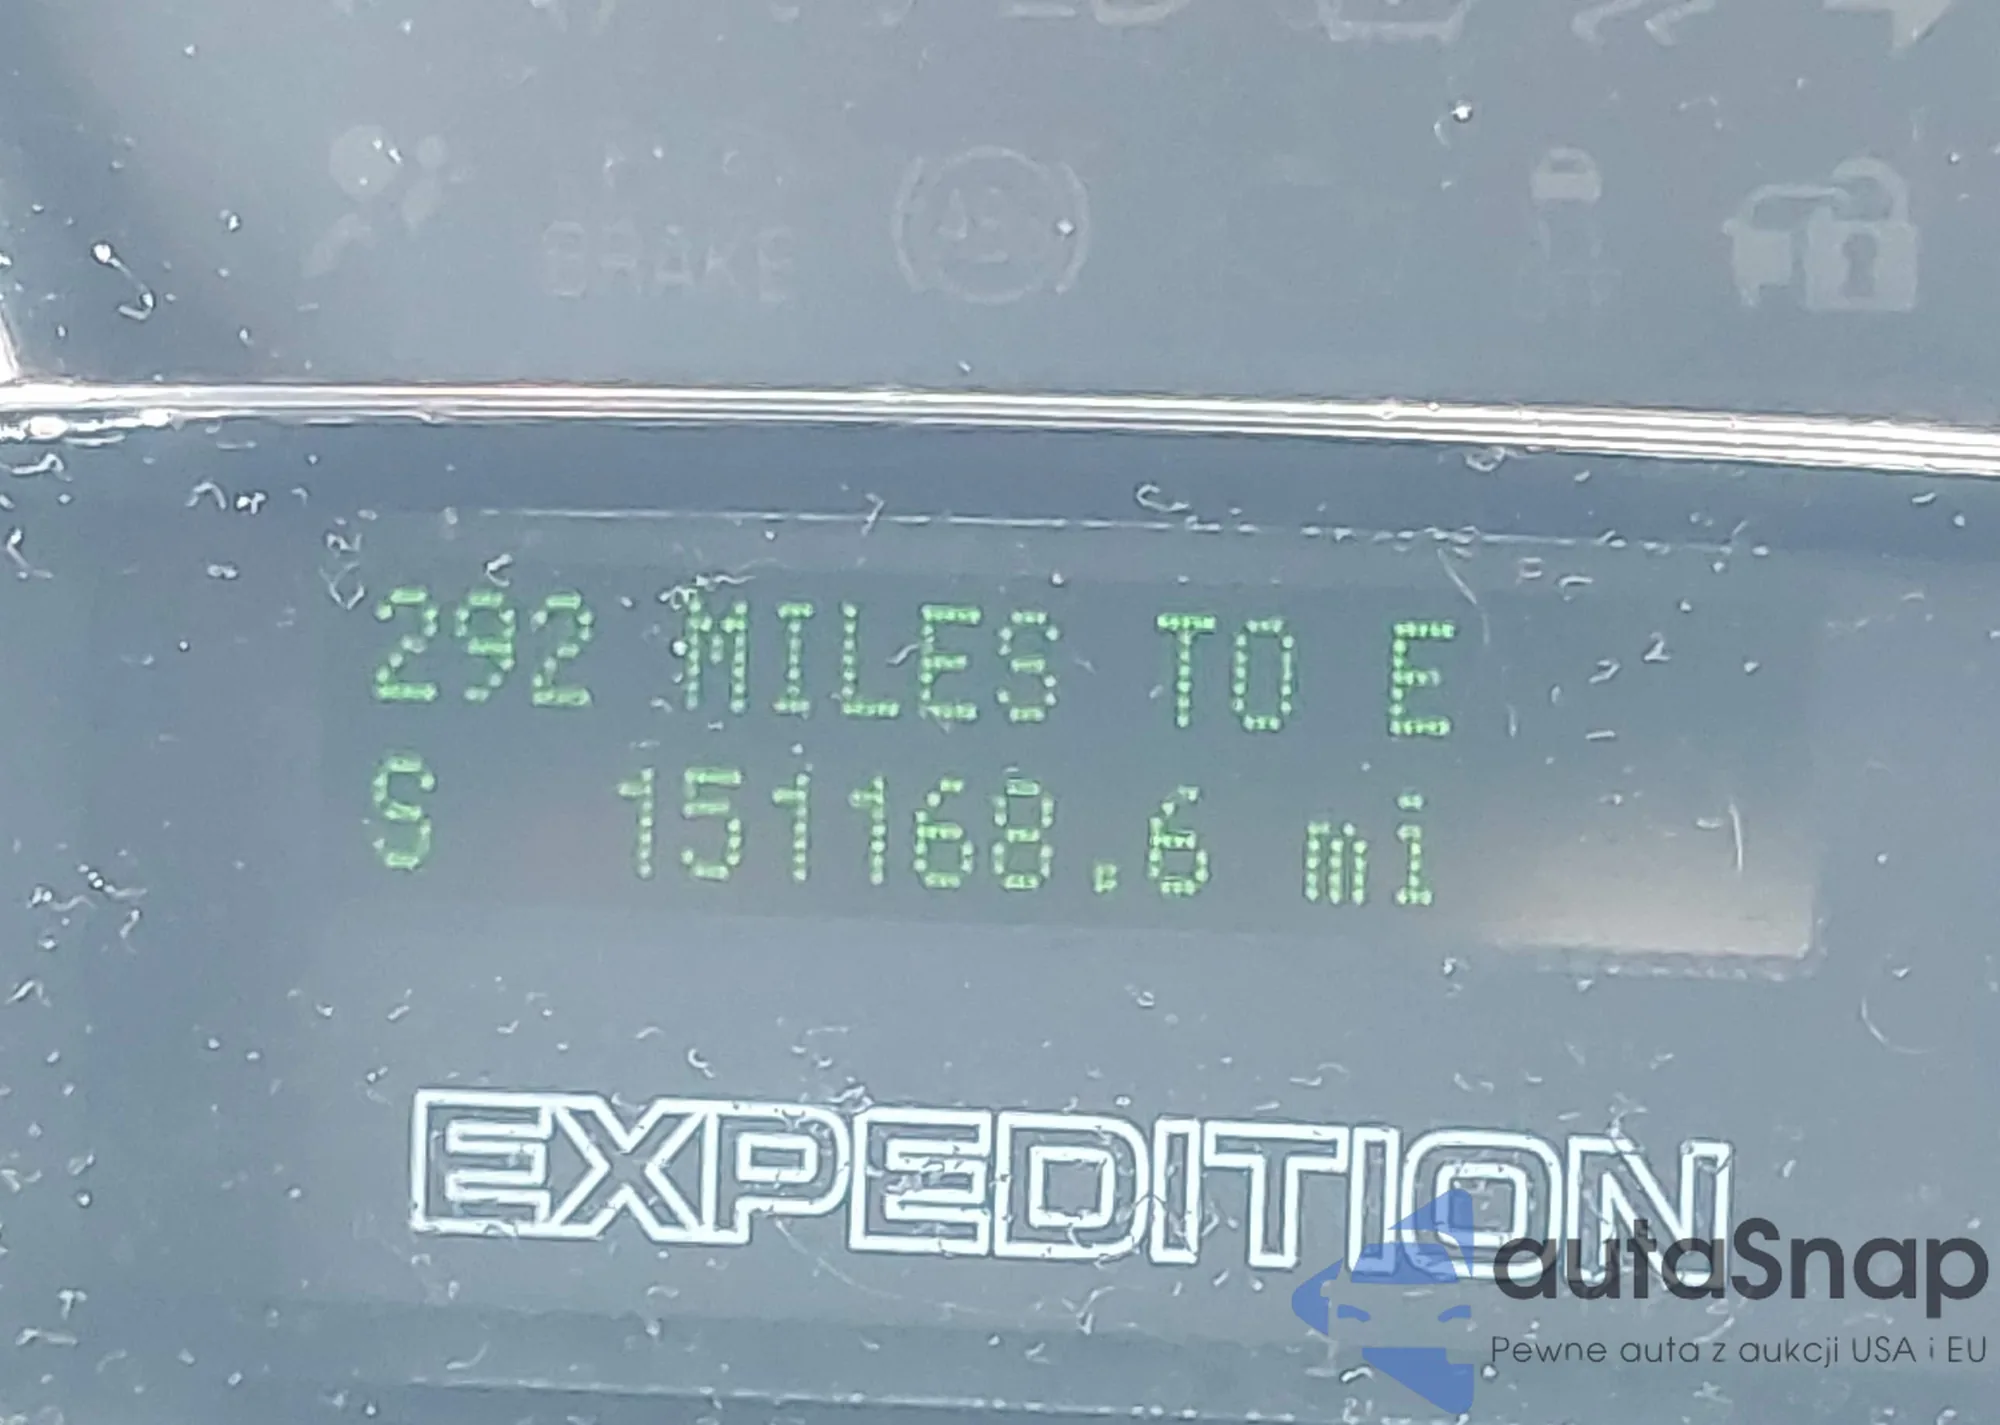 BRAKE
292 MILES TO E
S 151168.6 mi
EXPEDITION
autaSnap
Pewne auta z aukcji USA i EU